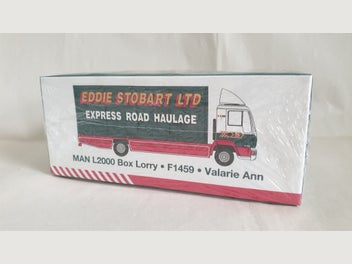 EDDIE STOBART LTD
EXPRESS ROAD HAULAGE
MAN L2000 Box Lorry • F1459 • Valarie Ann